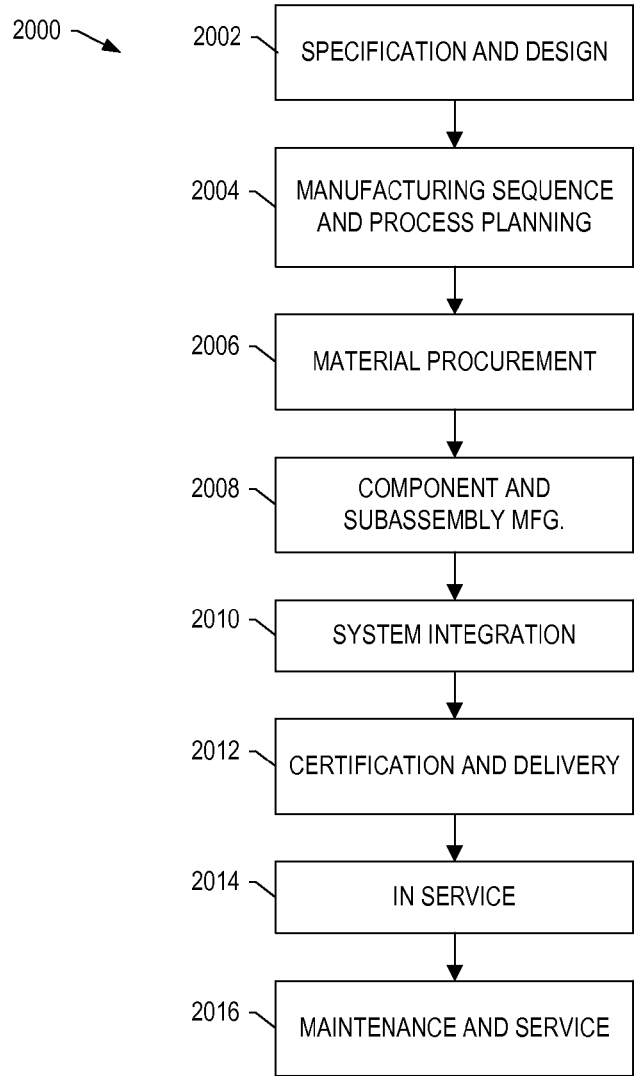 2000
2002
SPECIFICATION AND DESIGN
2004
MANUFACTURING SEQUENCE
AND PROCESS PLANNING
2006
MATERIAL PROCUREMENT
2008
COMPONENT AND
SUBASSEMBLY MFG.
2010
SYSTEM INTEGRATION
2012
CERTIFICATION AND DELIVERY
2014
IN SERVICE
2016
MAINTENANCE AND SERVICE